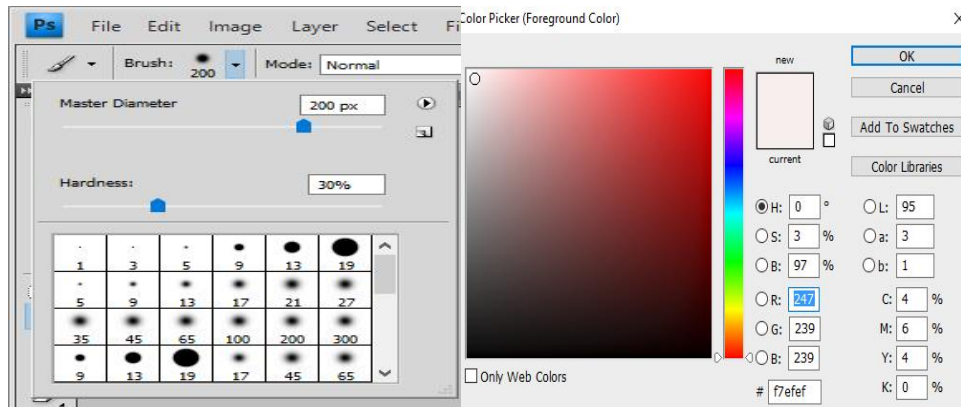 Ps File Edit Image Layer Select Fi
Brush: 200 Mode: Normal
Master Diameter 200 px
Hardness: 30%
1 3 5 9 13 19
5 9 13 17 21 27
35 45 65 100 200 300
9 13 19 17 45 65
Color Picker (Foreground Color)
new
current
OK
Cancel
Add To Swatches
Color Libraries
H: 0 ° L: 95
S: 3 % a: 3
B: 97 % b: 1
R: 247 C: 4 %
G: 239 M: 6 %
B: 239 Y: 4 %
# f7efef K: 0 %
Only Web Colors